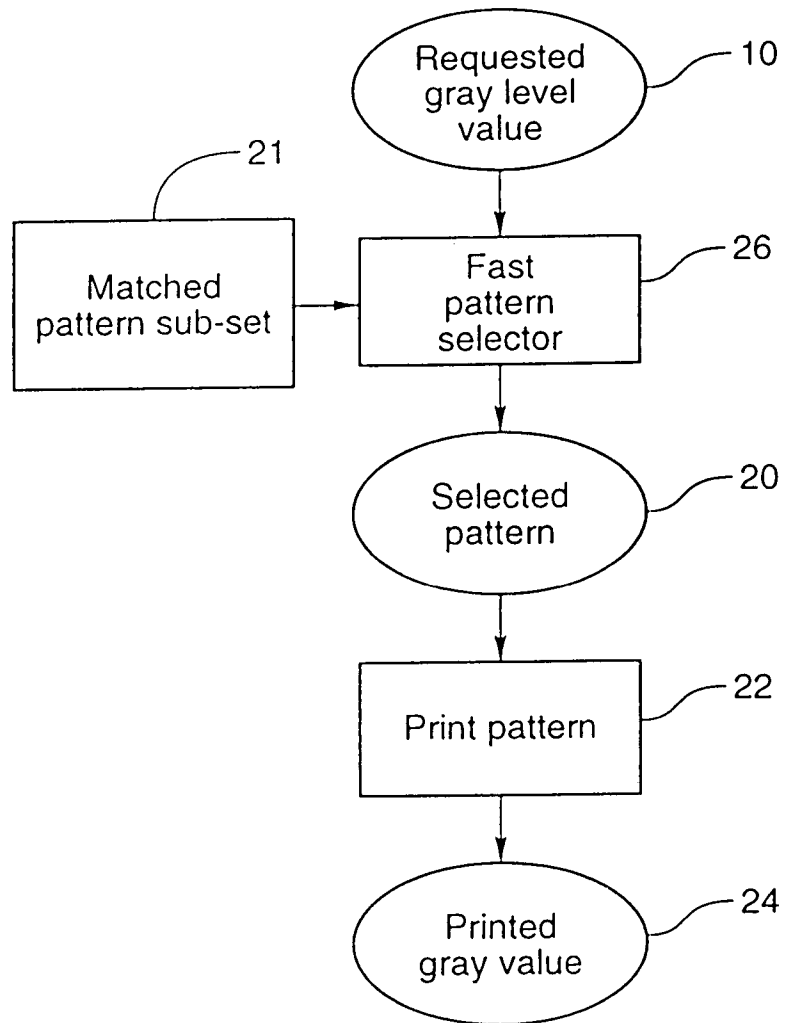 Requested
gray level
value
10
21
Matched
pattern sub-set
Fast
pattern
selector
26
Selected
pattern
20
Print pattern
22
Printed
gray value
24